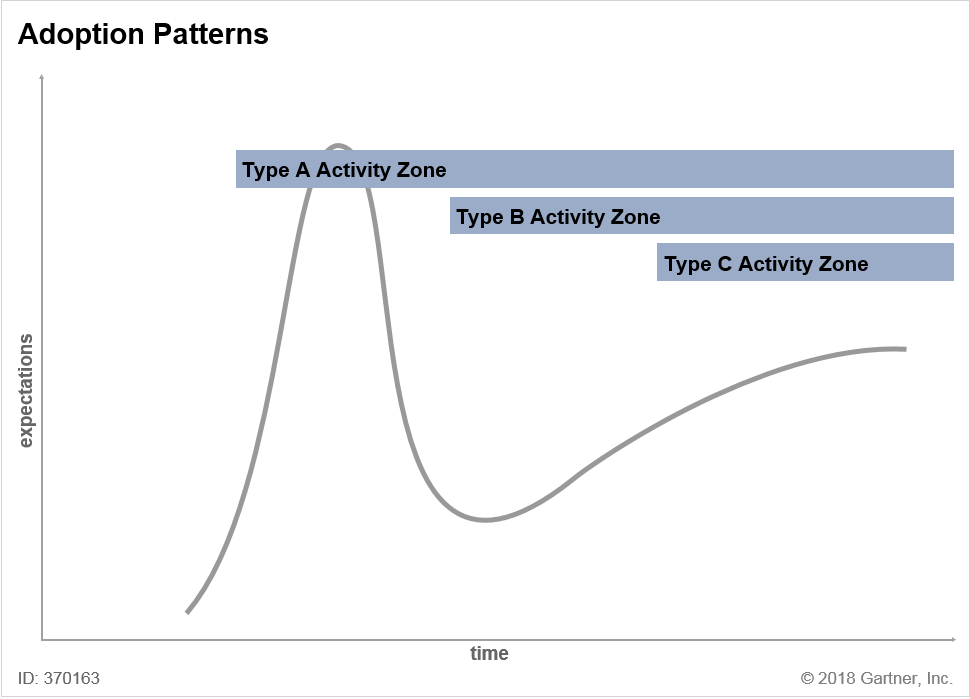 Adoption Patterns
Type A Activity Zone
Type B Activity Zone
Type C Activity Zone
expectations
time
ID: 370163
© 2018 Gartner, Inc.